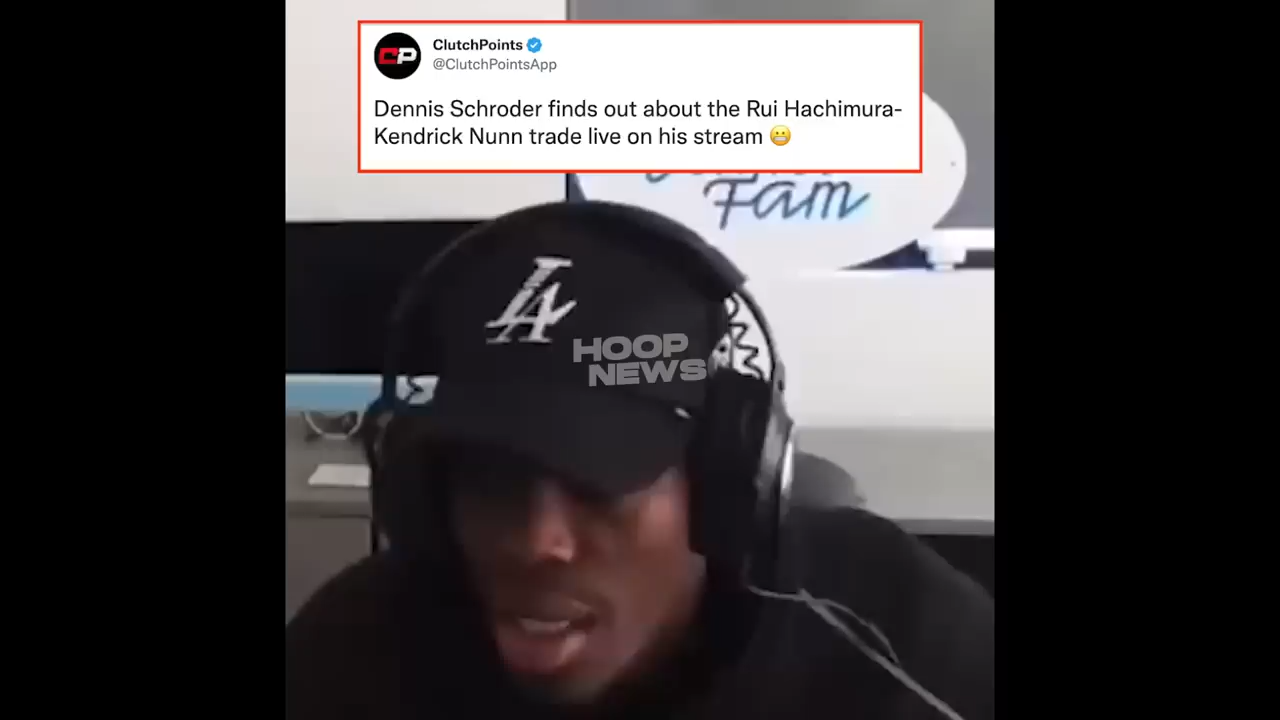 ClutchPoints
CP
@ClutchPointsApp
Dennis Schroder finds out about the Rui Hachimura-
Kendrick Nunn trade live on his stream 😬
Fam
LA
HOOP
NEWS